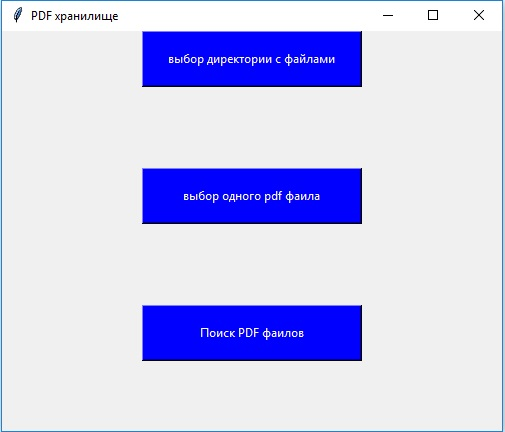 PDF хранилище
выбор директории с файлами
выбор одного pdf фаила
Поиск PDF фаилов